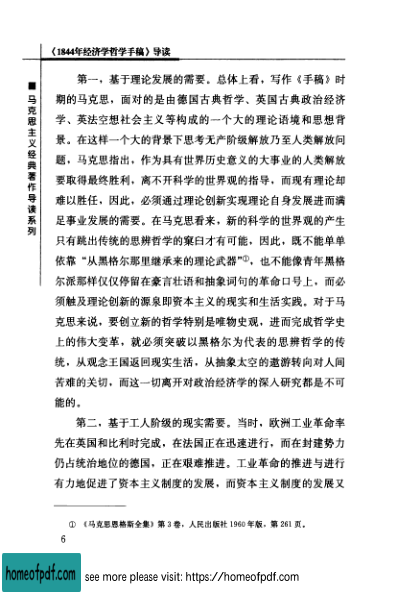 《1844年经济学哲学手稿》导读
■马克思主义经典著作导读系列
第一，基于理论发展的需要。总体上看，写作《手稿》时
期的马克思，面对的是由德国古典哲学、英国古典政治经济
学、英法空想社会主义等构成的一个大的理论语境和思想背
景。在这样一个大的背景下思考无产阶级解放乃至人类解放问
题，马克思指出，作为具有世界历史意义的大事业的人类解放
要取得最终胜利，离不开科学的世界观的指导，而现有理论却
难以胜任，因此，必须通过理论创新实现理论自身发展进而满
足事业发展的需要。在马克思看来，新的科学的世界观的产生
只有跳出传统的思辨哲学的窠臼才有可能，因此，既不能单单
依靠“从黑格尔那里继承来的理论武器”①，也不能像青年黑格
尔派那样仅仅停留在豪言壮语和抽象词句的革命口号上，而必
须触及理论创新的源泉即资本主义的现实和生活实践。对于马
克思来说，要创立新的哲学特别是唯物史观，进而完成哲学史
上的伟大变革，就必须突破以黑格尔为代表的思辨哲学的传
统，从观念王国返回现实生活，从抽象太空的遨游转向对人间
苦难的关切，而这一切离开对政治经济学的深入研究都是不可
能的。
第二，基于工人阶级的现实需要。当时，欧洲工业革命率
先在英国和比利时完成，在法国正在迅速进行，而在封建势力
仍占统治地位的德国，正在艰难推进。工业革命的推进与进行
有力地促进了资本主义制度的发展，而资本主义制度的发展又
① 《马克思恩格斯全集》第3卷，人民出版社1960年版，第261页。
6
homeofpdf.com
see more please visit: https://homeofpdf.com